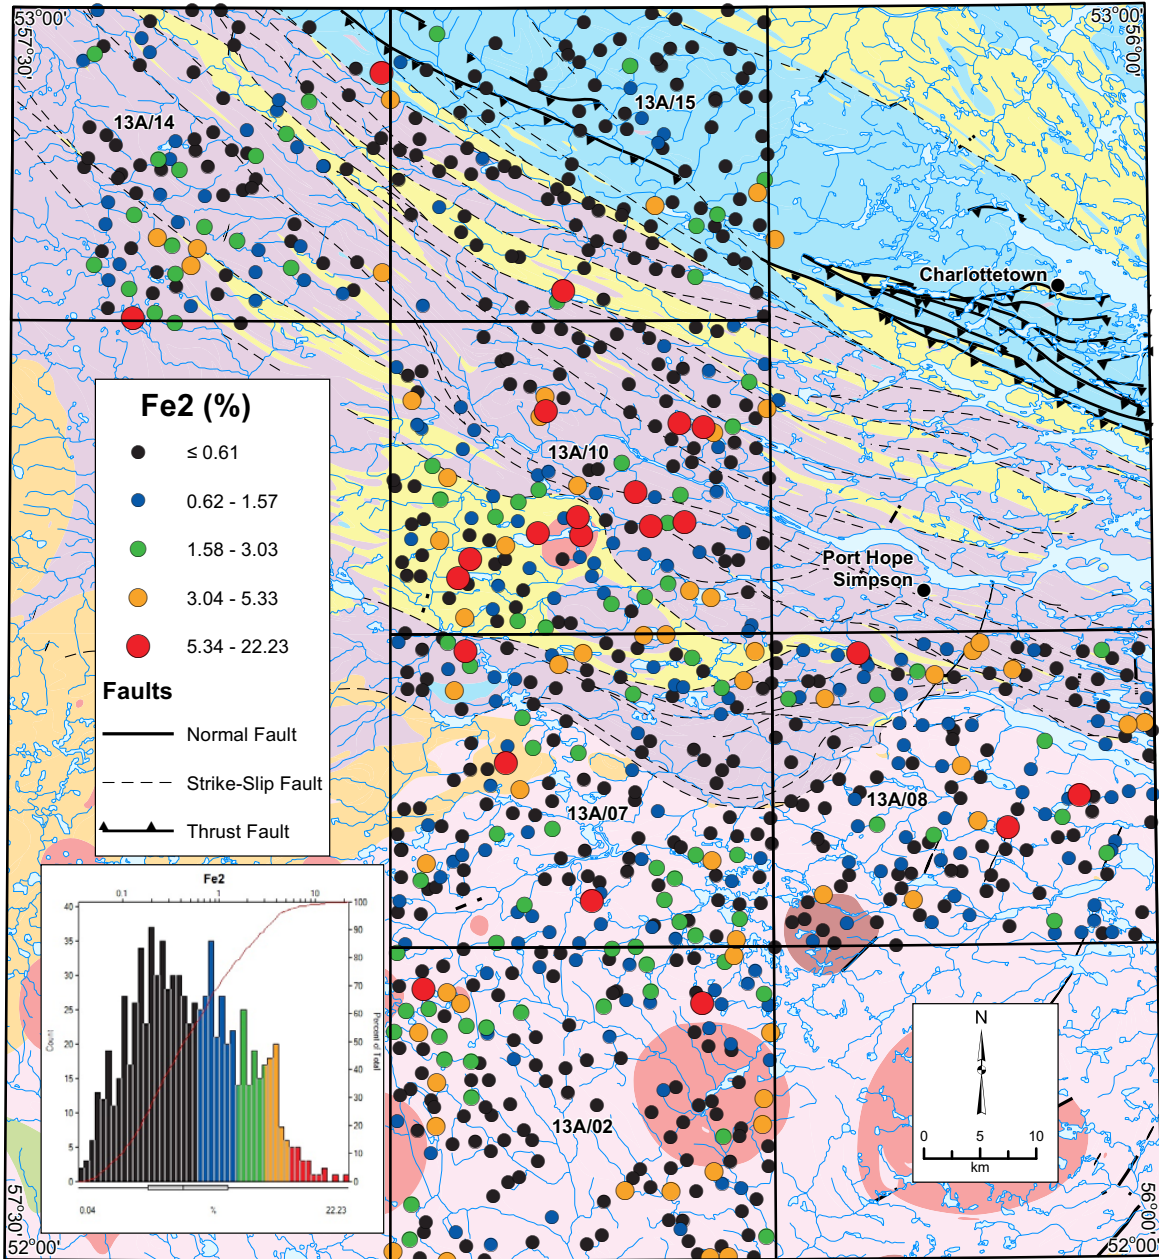 53°00'
57°30'
53°00'
56°00'
13A/14
13A/15
Charlottetown
Fe2 (%)
≤ 0.61
0.62 - 1.57
1.58 - 3.03
3.04 - 5.33
5.34 - 22.23
Faults
Normal Fault
Strike-Slip Fault
Thrust Fault
13A/10
Port Hope
Simpson
13A/07
13A/08
13A/02
Fe2
0.1 1 10
40
35
30
25
20
15
10
5
0
Count
100
90
80
70
60
50
40
30
20
10
0
Percent of Total
0.04 % 22.23
N
0 5 10
km
57°30'
52°00'
56°00'
52°00'